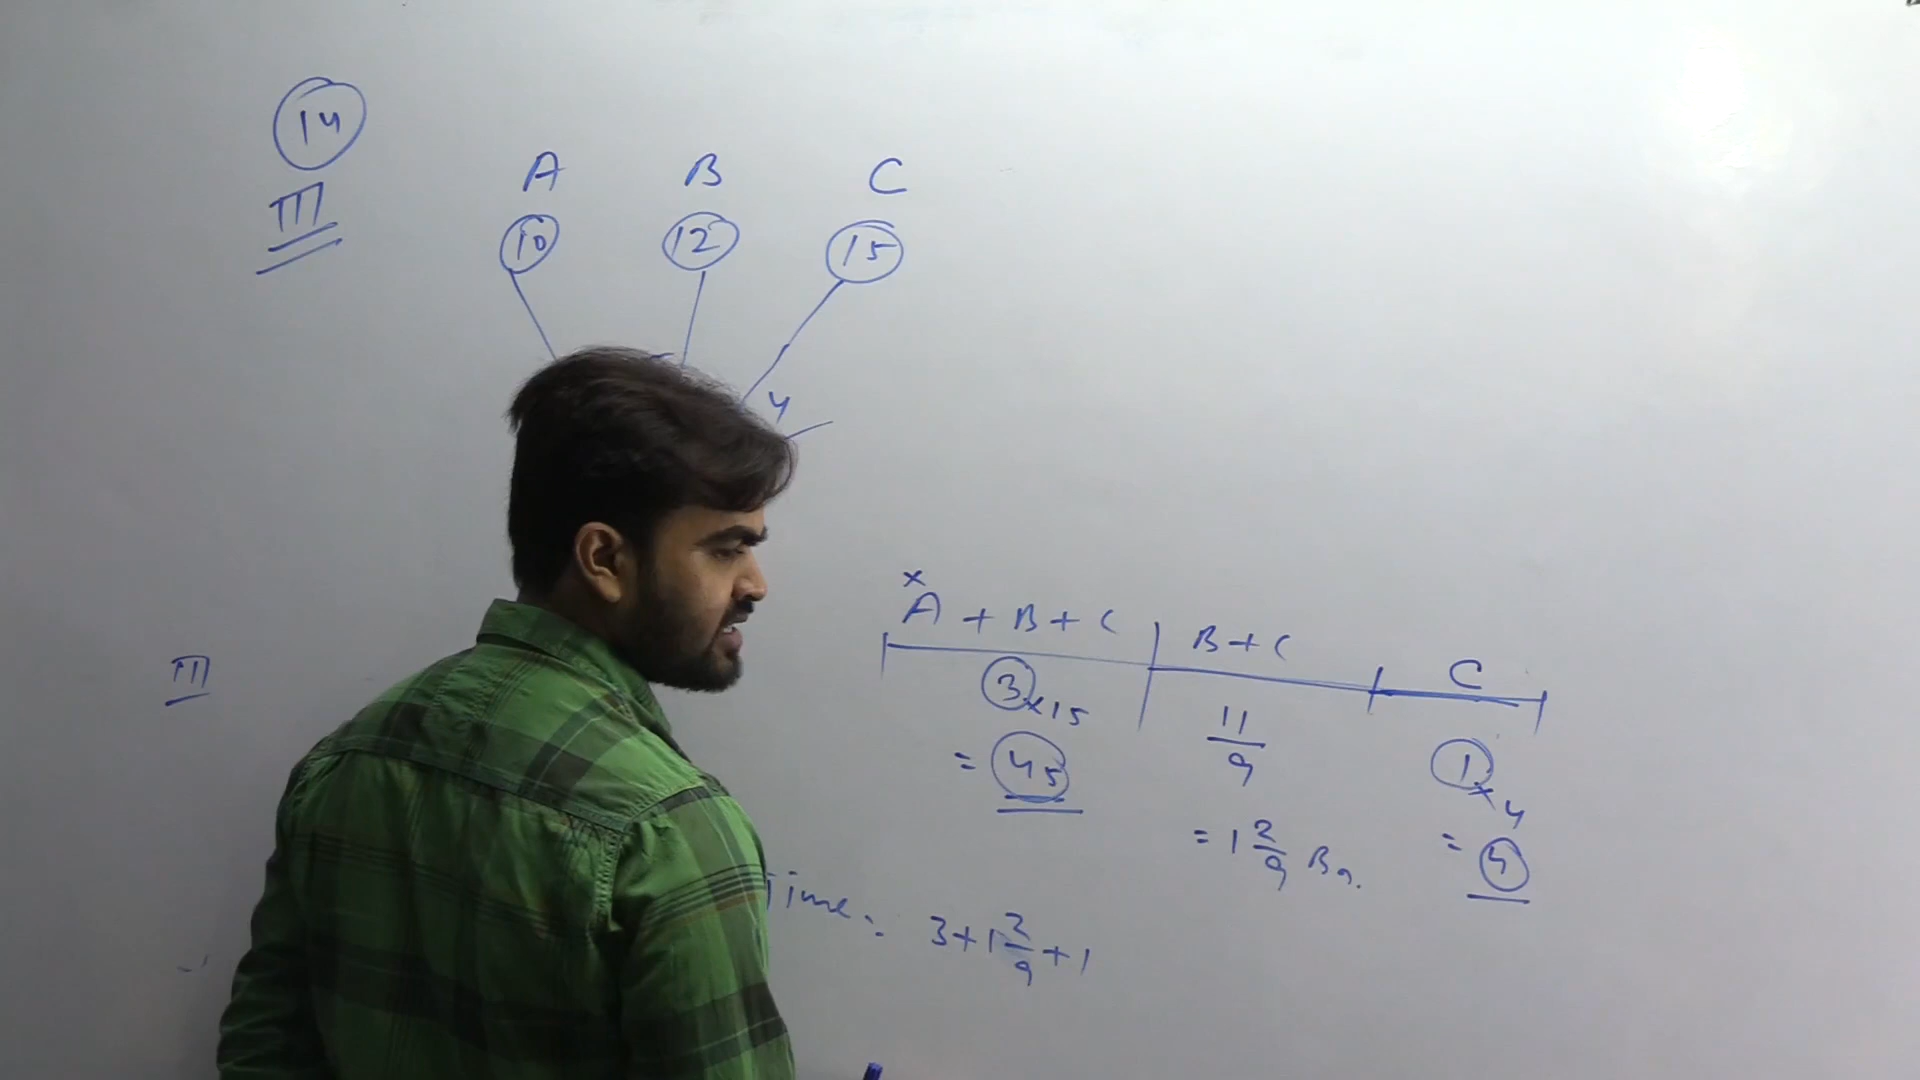 14
III
A B C
10 12 15
4
x
A + B + C B + C C
3 x 15 11/9 1 x 4
= 45 = 1 2/9 = 4
III
Time = 3 + 1 2/9 + 1